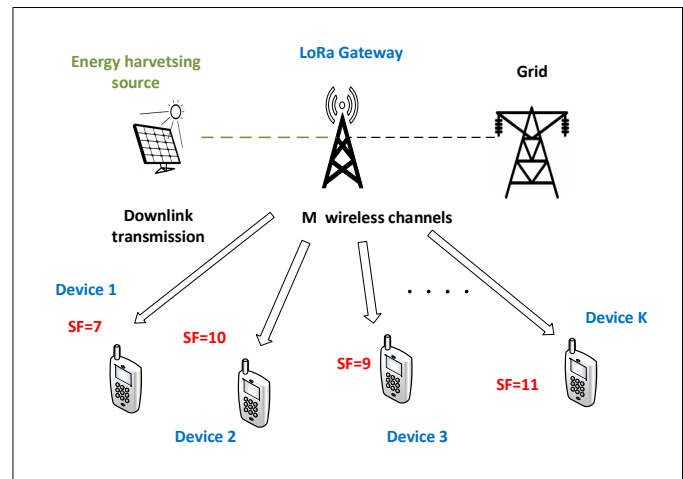 LoRa Gateway
Energy harvetsing
source
Grid
Downlink
transmission
M wireless channels
Device 1
. . . .
Device K
SF=7
SF=10
SF=9
SF=11
Device 2
Device 3